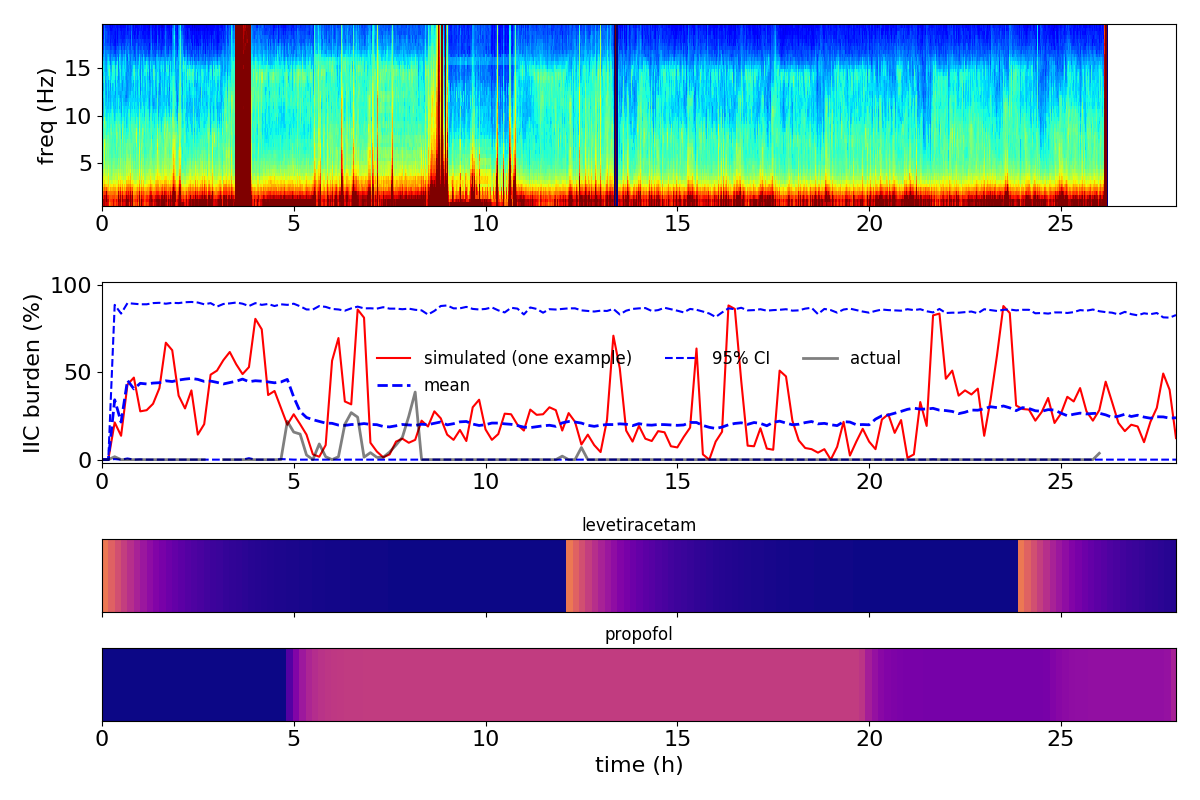 freq (Hz)
15
10
5
0 5 10 15 20 25
IIC burden (%)
100
50
0
simulated (one example) 95% CI actual
mean
0 5 10 15 20 25
levetiracetam
propofol
0 5 10 15 20 25
time (h)